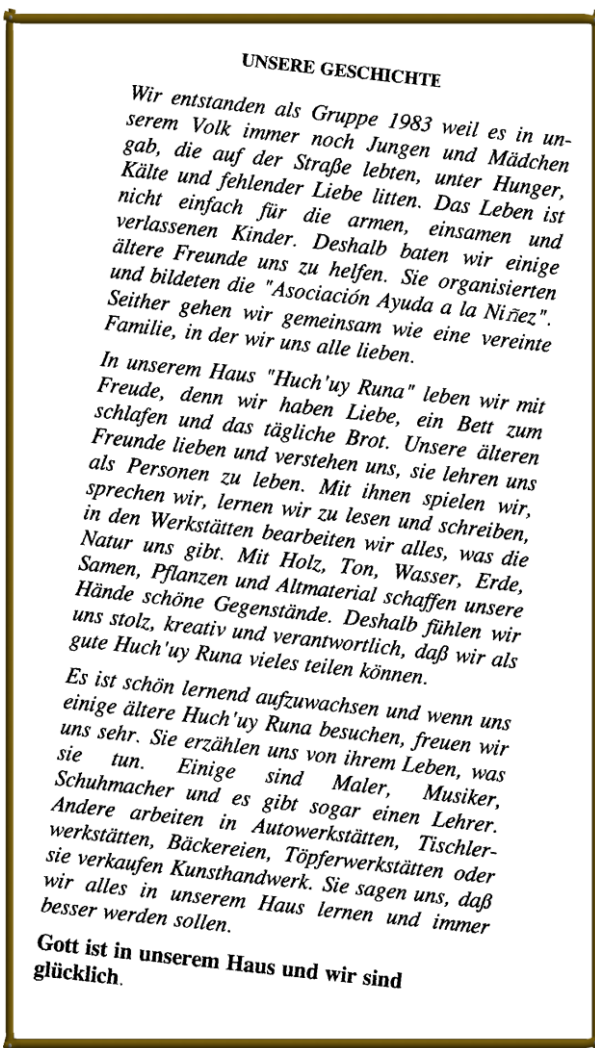 UNSERE GESCHICHTE
Wir entstanden als Gruppe 1983 weil es in un-
serem Volk immer noch Jungen und Mädchen
gab, die auf der Straße lebten, unter Hunger,
Kälte und fehlender Liebe litten. Das Leben ist
nicht einfach für die armen, einsamen und
verlassenen Kinder. Deshalb baten wir einige
ältere Freunde uns zu helfen. Sie organisierten
und bildeten die "Asociación Ayuda a la Niñez".
Seither gehen wir gemeinsam wie eine vereinte
Familie, in der wir uns alle lieben.
In unserem Haus "Huch'uy Runa" leben wir mit
Freude, denn wir haben Liebe, ein Bett zum
schlafen und das tägliche Brot. Unsere älteren
Freunde lieben und verstehen uns, sie lehren uns
als Personen zu leben. Mit ihnen spielen wir,
sprechen wir, lernen wir zu lesen und schreiben,
in den Werkstätten bearbeiten wir alles, was die
Natur uns gibt. Mit Holz, Ton, Wasser, Erde,
Samen, Pflanzen und Altmaterial schaffen unsere
Hände schöne Gegenstände. Deshalb fühlen wir
uns stolz, kreativ und verantwortlich, daß wir als
gute Huch'uy Runa vieles teilen können.
Es ist schön lernend aufzuwachsen und wenn uns
einige ältere Huch'uy Runa besuchen, freuen wir
uns sehr. Sie erzählen uns von ihrem Leben, was
sie tun. Einige sind Maler, Musiker,
Schuhmacher und es gibt sogar einen Lehrer.
Andere arbeiten in Autowerkstätten, Tischler-
werkstätten, Bäckereien, Töpferwerkstätten oder
sie verkaufen Kunsthandwerk. Sie sagen uns, daß
wir alles in unserem Haus lernen und immer
besser werden sollen.
Gott ist in unserem Haus und wir sind
glücklich.